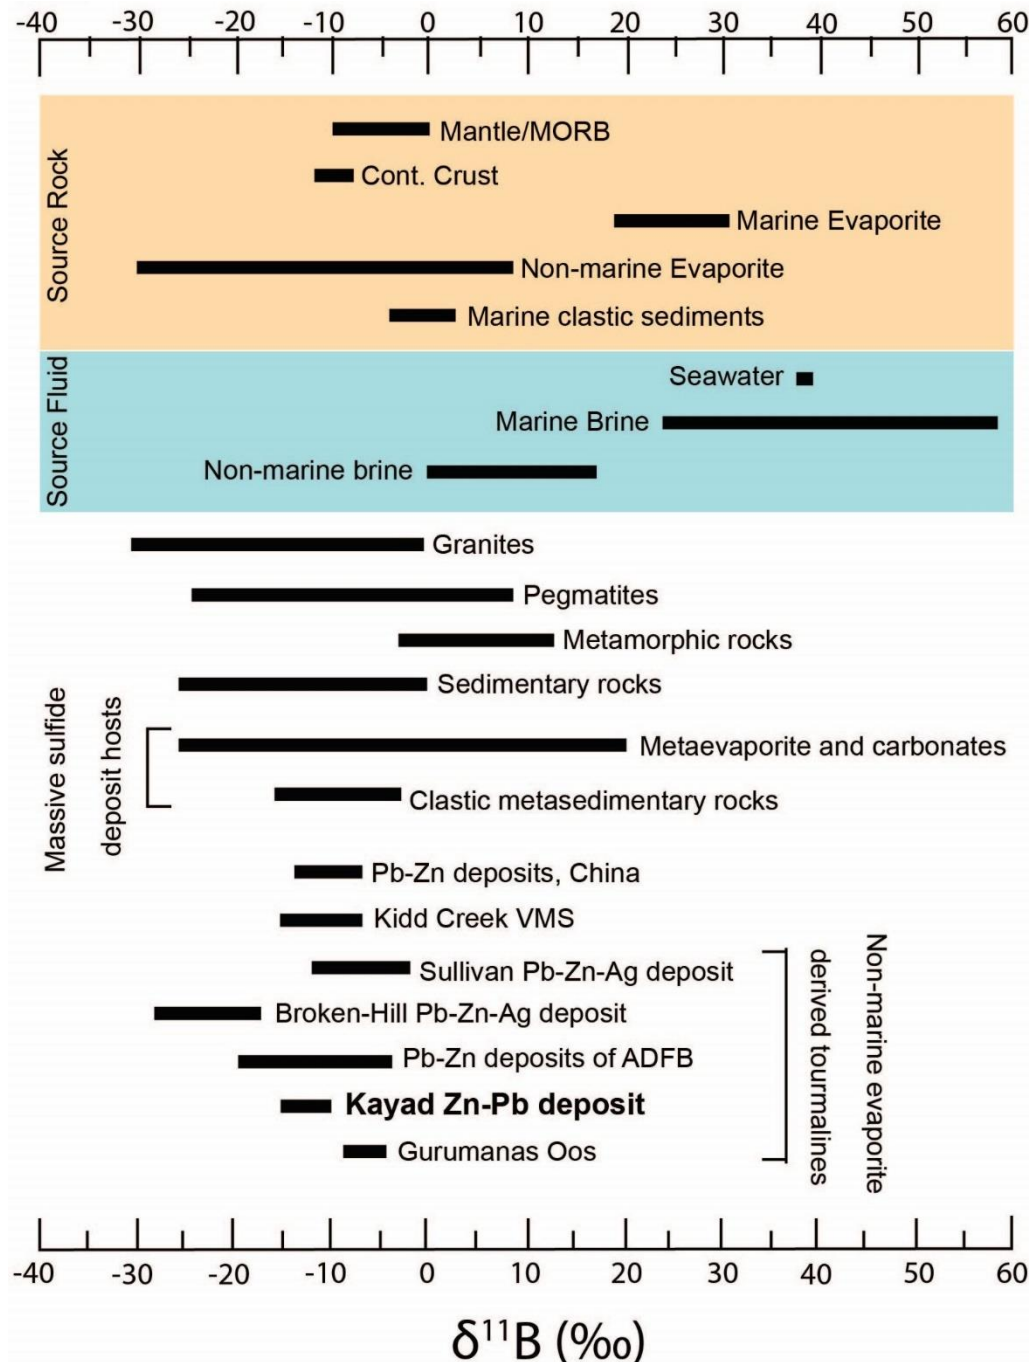 -40 -30 -20 -10 0 10 20 30 40 50 60
Source Rock
Mantle/MORB
Cont. Crust
Marine Evaporite
Non-marine Evaporite
Marine clastic sediments
Source Fluid
Seawater
Marine Brine
Non-marine brine
Granites
Pegmatites
Metamorphic rocks
Sedimentary rocks
Massive sulfide
deposit hosts
Metaevaporite and carbonates
Clastic metasedimentary rocks
Pb-Zn deposits, China
Kidd Creek VMS
Sullivan Pb-Zn-Ag deposit
Broken-Hill Pb-Zn-Ag deposit
Pb-Zn deposits of ADFB
Kayad Zn-Pb deposit
Gurumanas Oos
Non-marine evaporite
derived tourmalines
-40 -30 -20 -10 0 10 20 30 40 50 60
δ¹¹B (‰)